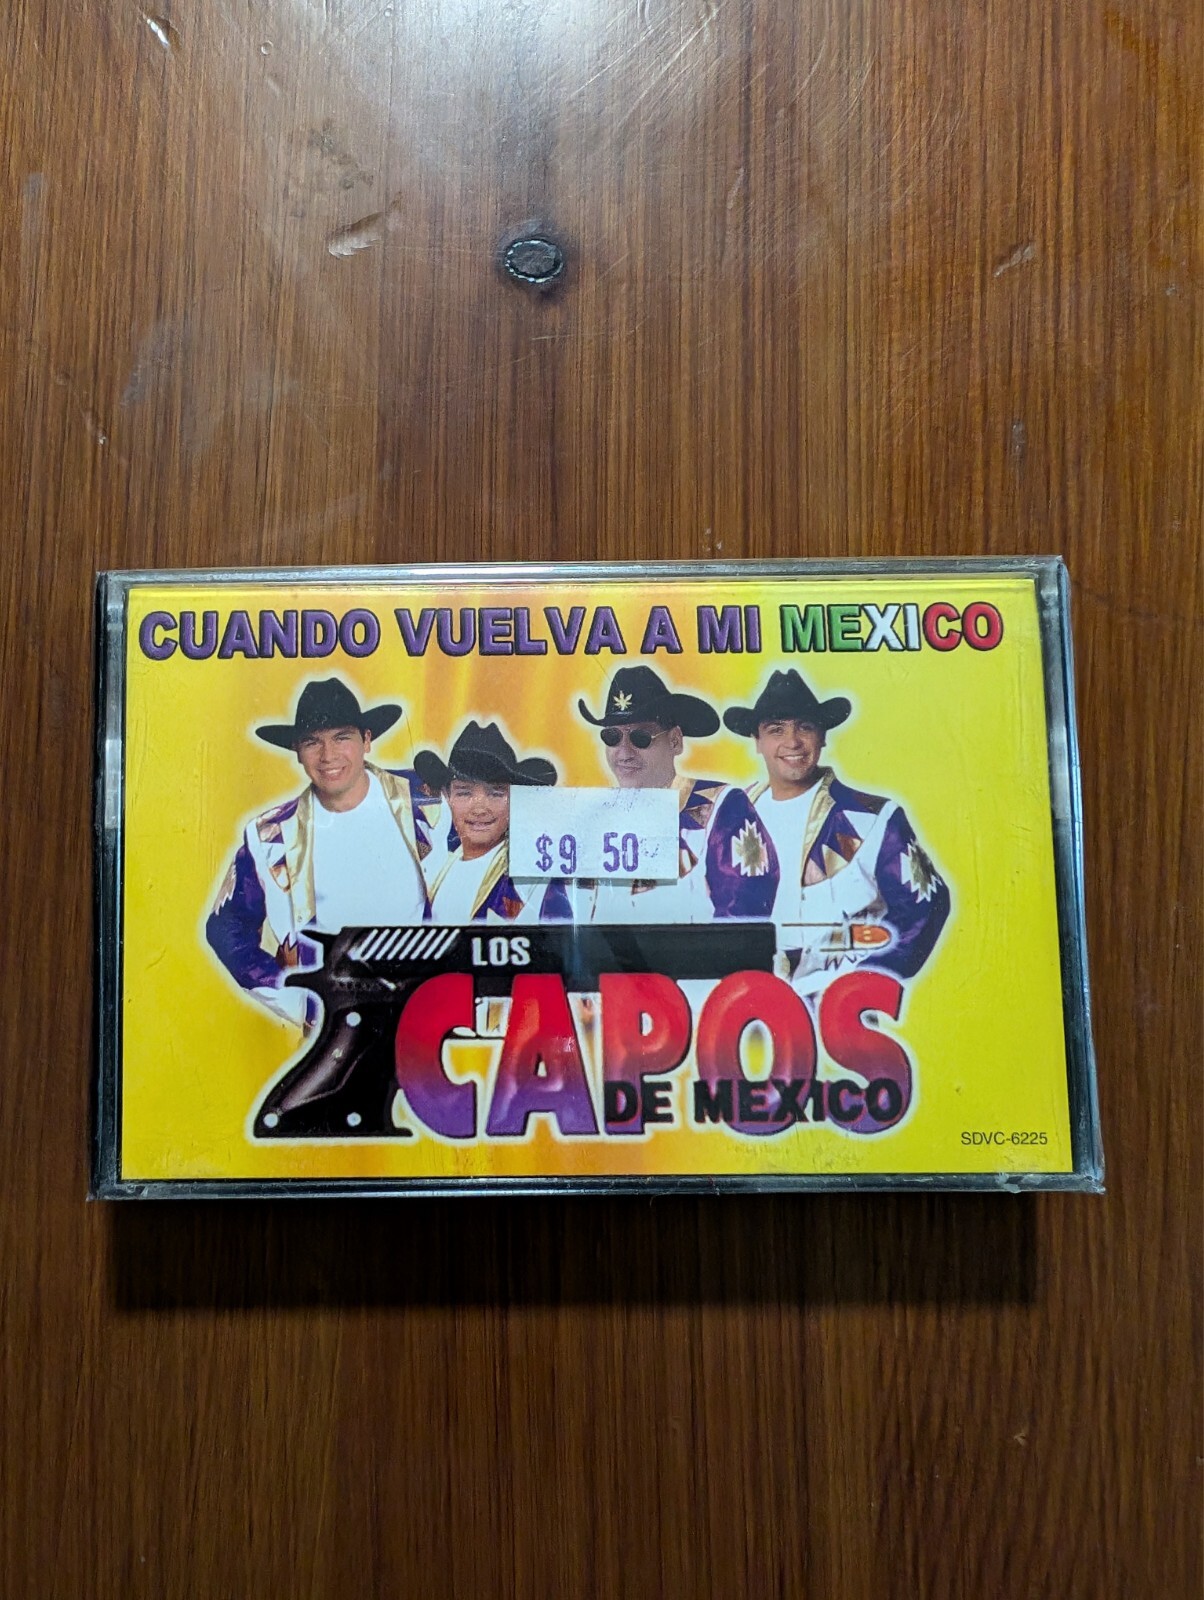 CUANDO VUELVA A MI MEXICO
$9 50
LOS
CAPOS
DE MEXICO
SDVC-6225